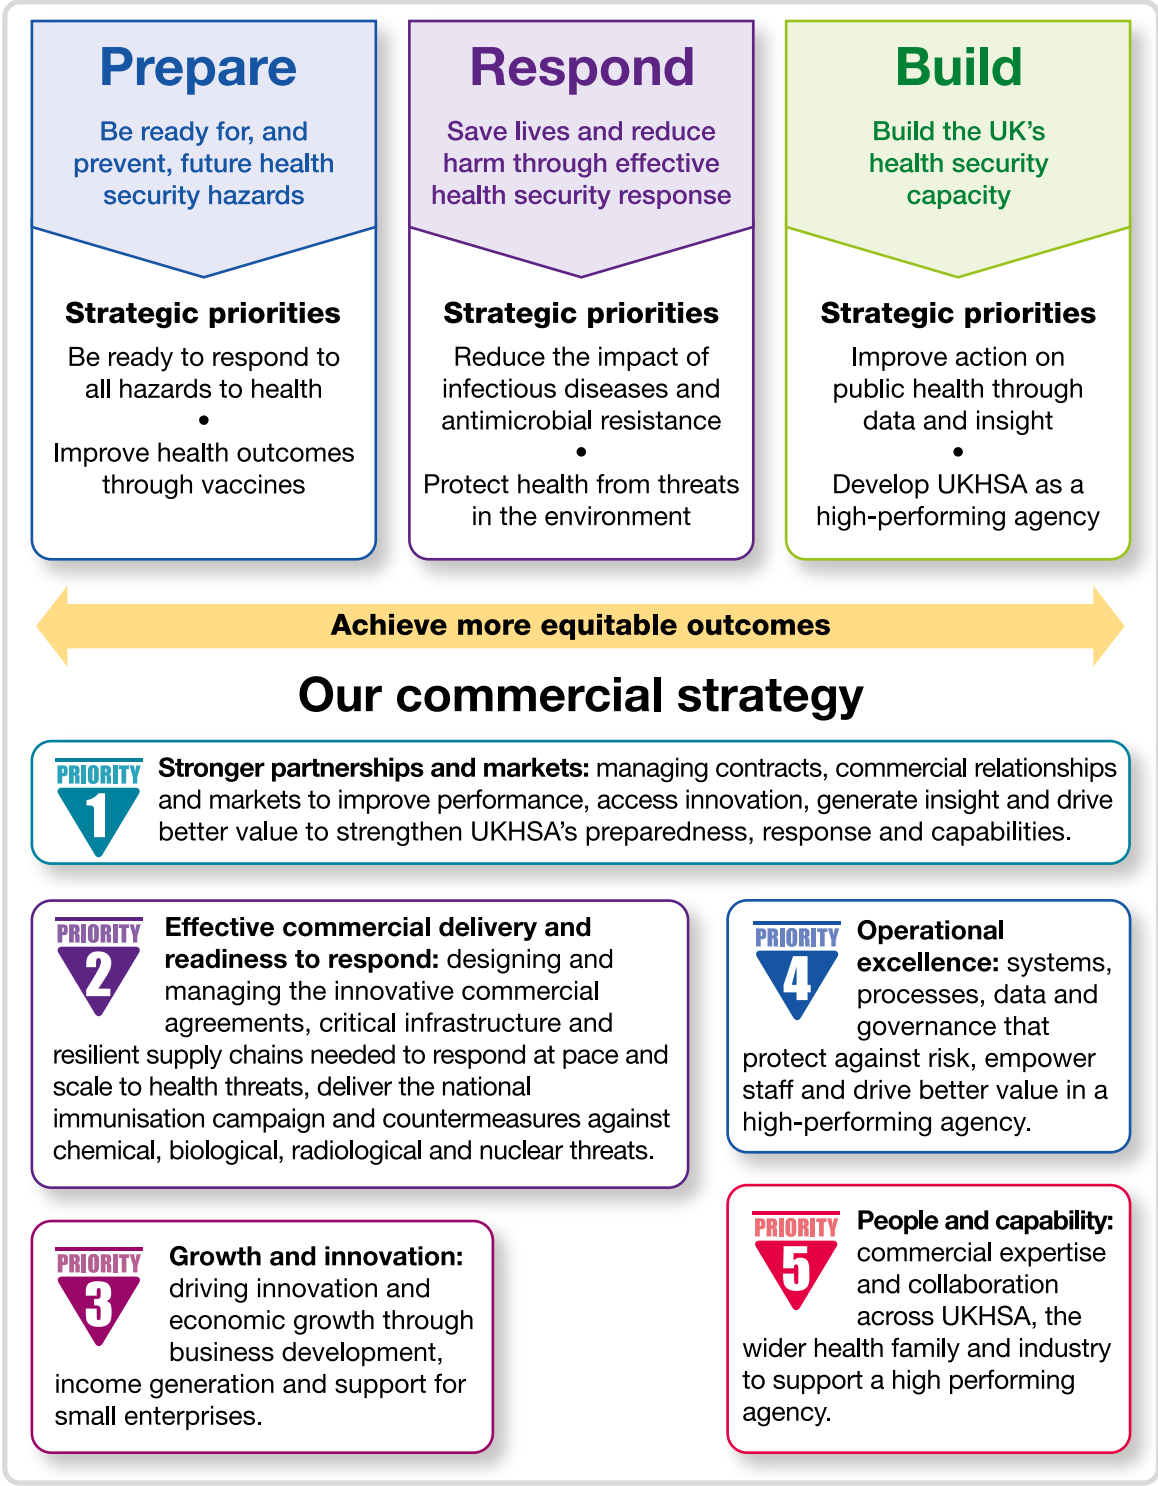 Prepare
Be ready for, and
prevent, future health
security hazards
Strategic priorities
Be ready to respond to
all hazards to health
•
Improve health outcomes
through vaccines
Respond
Save lives and reduce
harm through effective
health security response
Strategic priorities
Reduce the impact of
infectious diseases and
antimicrobial resistance
•
Protect health from threats
in the environment
Build
Build the UK’s
health security
capacity
Strategic priorities
Improve action on
public health through
data and insight
•
Develop UKHSA as a
high-performing agency
Achieve more equitable outcomes
Our commercial strategy
PRIORITY
1
Stronger partnerships and markets: managing contracts, commercial relationships
and markets to improve performance, access innovation, generate insight and drive
better value to strengthen UKHSA’s preparedness, response and capabilities.
PRIORITY
2
Effective commercial delivery and
readiness to respond: designing and
managing the innovative commercial
agreements, critical infrastructure and
resilient supply chains needed to respond at pace and
scale to health threats, deliver the national
immunisation campaign and countermeasures against
chemical, biological, radiological and nuclear threats.
PRIORITY
3
Growth and innovation:
driving innovation and
economic growth through
business development,
income generation and support for
small enterprises.
PRIORITY
4
Operational
excellence: systems,
processes, data and
governance that
protect against risk, empower
staff and drive better value in a
high-performing agency.
PRIORITY
5
People and capability:
commercial expertise
and collaboration
across UKHSA, the
wider health family and industry
to support a high performing
agency.